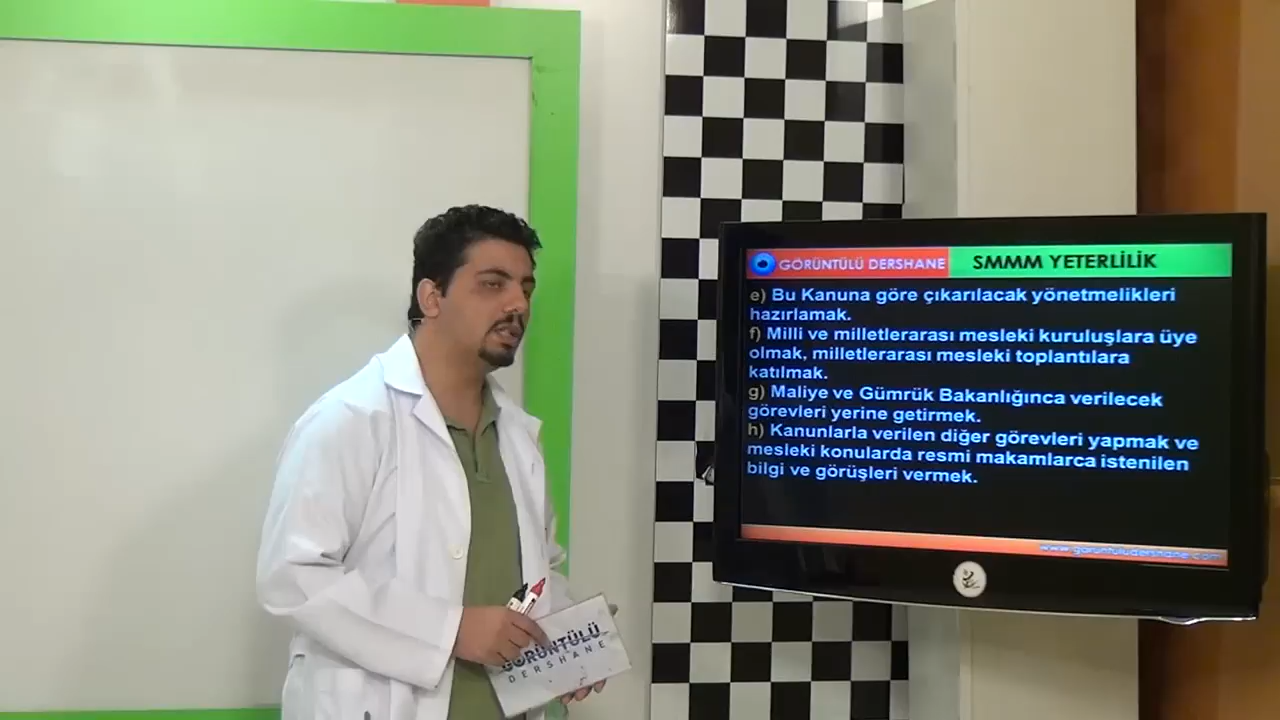 GÖRÜNTÜLÜ DERSHANE
SMMM YETERLİLİK
e) Bu Kanuna göre çıkarılacak yönetmelikleri
hazırlamak.
f) Milli ve milletlerarası mesleki kuruluşlara üye
olmak, milletlerarası mesleki toplantılara
katılmak.
g) Maliye ve Gümrük Bakanlığınca verilecek
görevleri yerine getirmek.
h) Kanunlarla verilen diğer görevleri yapmak ve
mesleki konularda resmi makamlarca istenilen
bilgi ve görüşleri vermek.
www.goruntuludershane.com
GÖRÜNTÜLÜ
DERSHANE